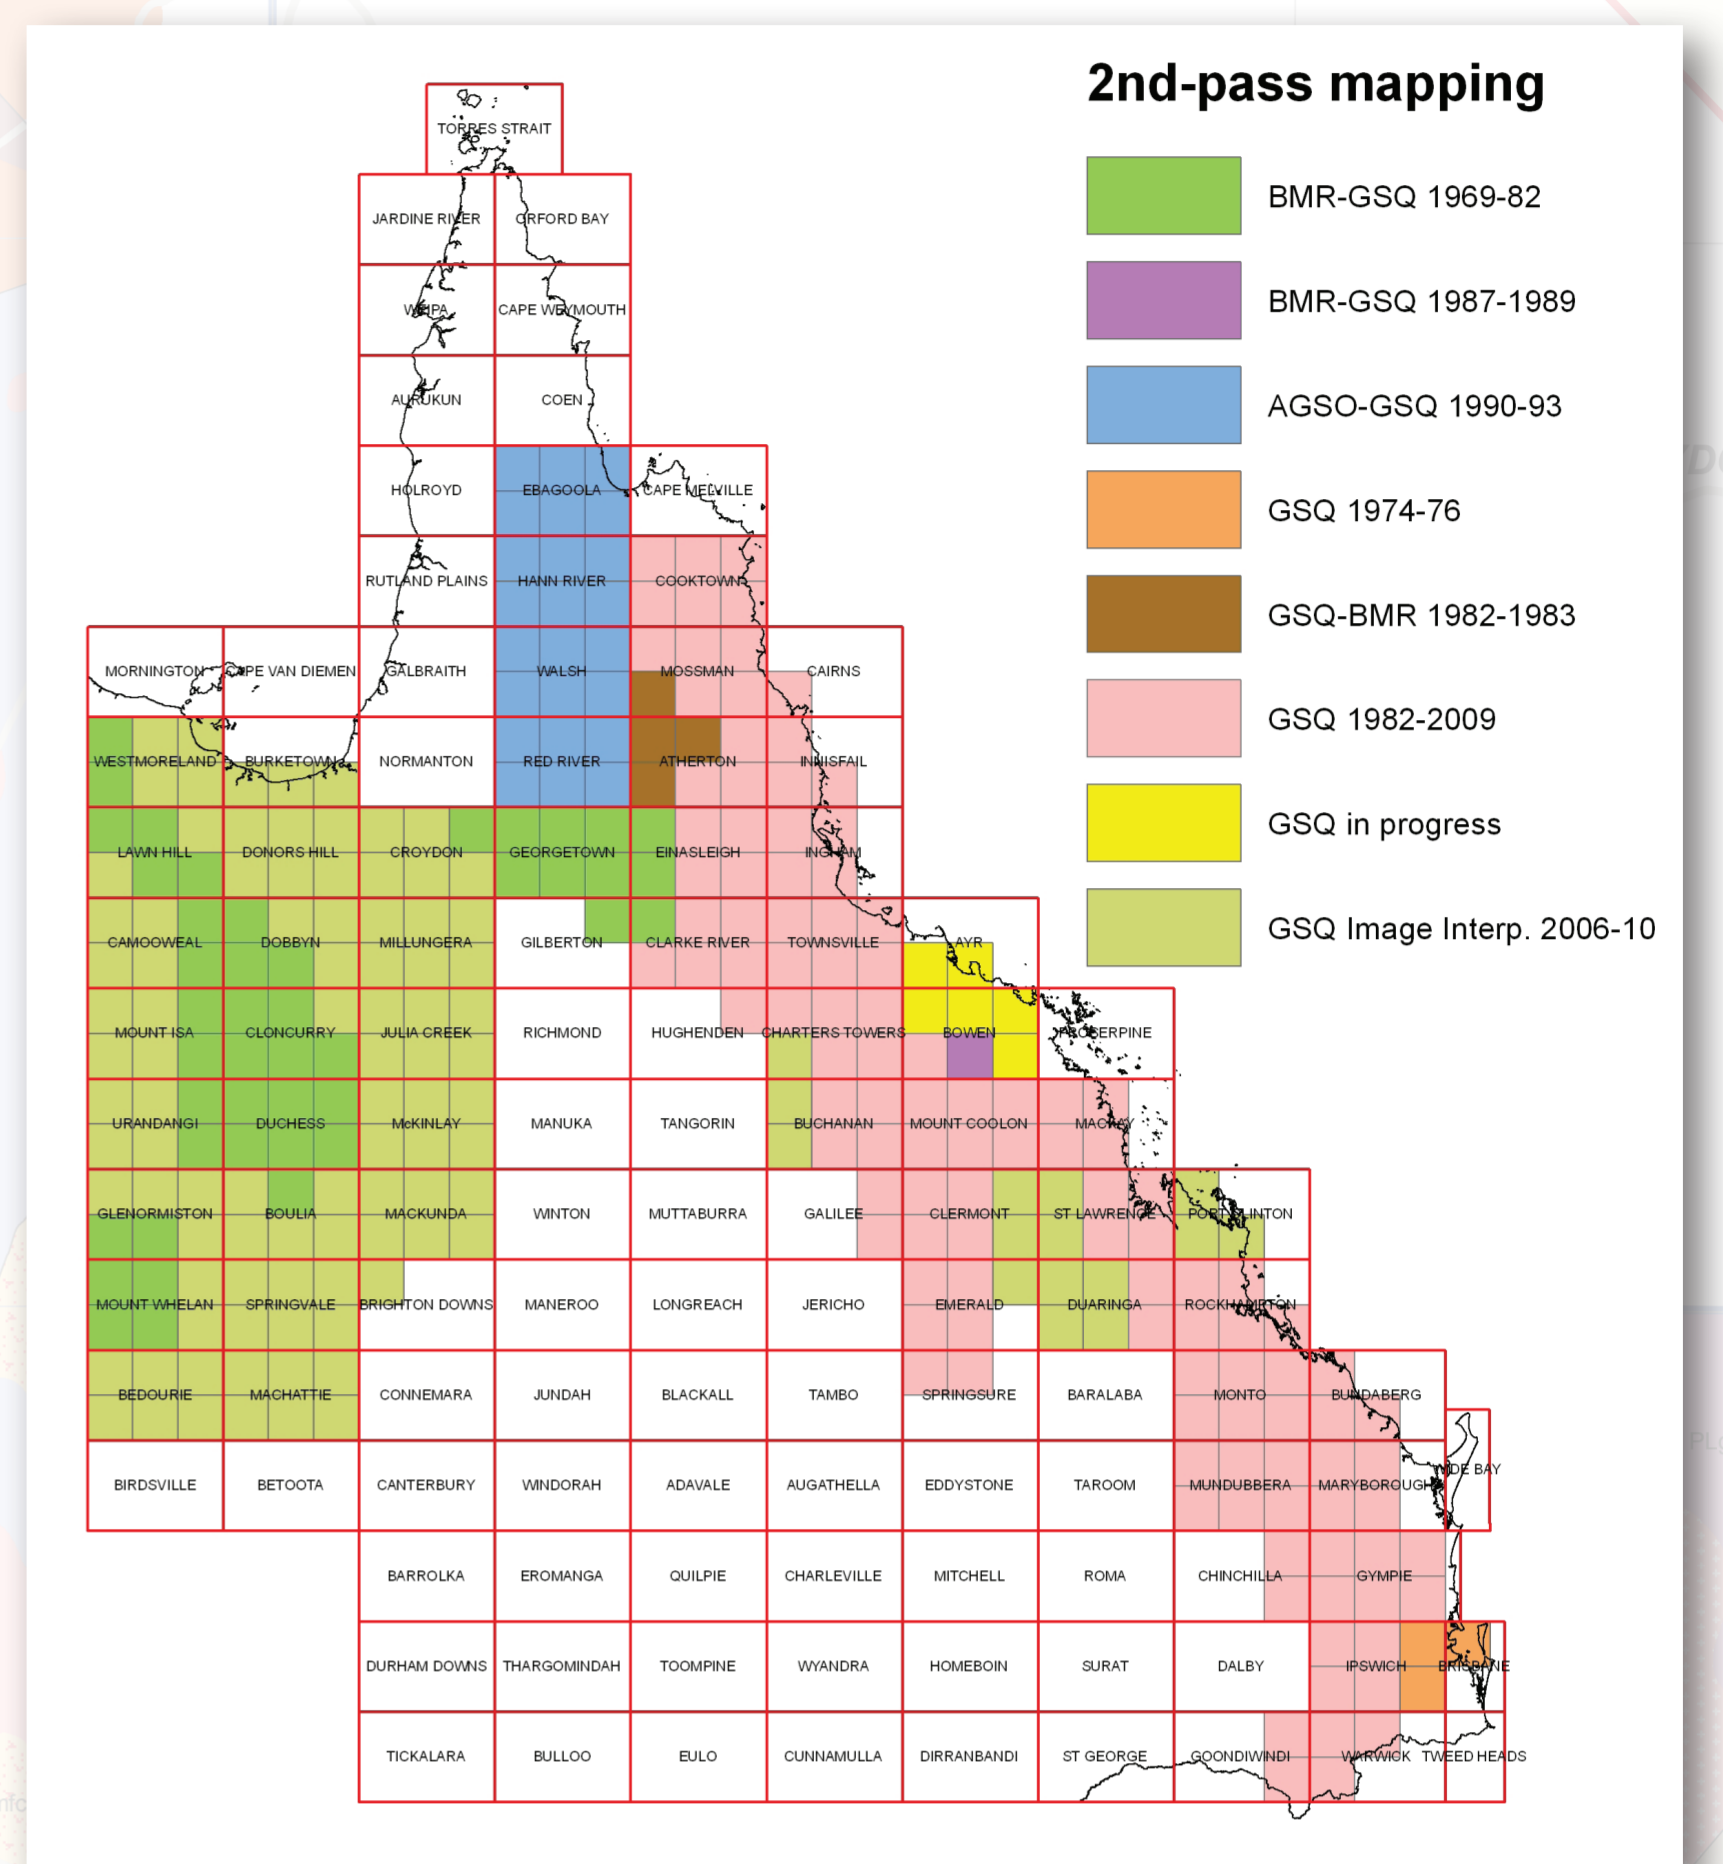 2nd-pass mapping
BMR-GSQ 1969-82
BMR-GSQ 1987-1989
AGSO-GSQ 1990-93
GSQ 1974-76
GSQ-BMR 1982-1983
GSQ 1982-2009
GSQ in progress
GSQ Image Interp. 2006-10
TORRES STRAIT
JARDINE RIVER ORFORD BAY
WEIPA CAPE WEYMOUTH
AURUKUN COEN
HOLROYD EBAGOOLA CAPE MELVILLE
RUTLAND PLAINS HANN RIVER COOKTOWN
MORNINGTON CAPE VAN DIEMEN GALBRAITH WALSH MOSSMAN CAIRNS
WESTMORELAND BURKETOWN NORMANTON RED RIVER ATHERTON INNISFAIL
LAWN HILL DONORS HILL CROYDON GEORGETOWN EINASLEIGH INGHAM
CAMOOWEAL DOBBYN MILLUNGERA GILBERTON CLARKE RIVER TOWNSVILLE AYR
MOUNT ISA CLONCURRY JULIA CREEK RICHMOND HUGHENDEN CHARTERS TOWERS BOWEN PROSERPINE
URANDANGI DUCHESS McKINLAY MANUKA TANGORIN BUCHANAN MOUNT COOLON MACKAY
GLENORMISTON BOULIA MACKUNDA WINTON MUTTABURRA GALILEE CLERMONT ST LAWRENCE PORT CLINTON
MOUNT WHELAN SPRINGVALE BRIGHTON DOWNS MANEROO LONGREACH JERICHO EMERALD DUARINGA ROCKHAMPTON
BEDOURIE MACHATTIE CONNEMARA JUNDAH BLACKALL TAMBO SPRINGSURE BARALABA MONTO BUNDABERG
BIRDSVILLE BETOOTA CANTERBURY WINDORAH ADAVALE AUGATHELLA EDDYSTONE TAROOM MUNDUBBERA MARYBOROUGH WIDE BAY
BARROLKA EROMANGA QUILPIE CHARLEVILLE MITCHELL ROMA CHINCHILLA GYMPIE
DURHAM DOWNS THARGOMINDAH TOOMPINE WYANDRA HOMEBOIN SURAT DALBY IPSWICH BRISBANE
TICKALARA BULLOO EULO CUNNAMULLA DIRRANBANDI ST GEORGE GOONDIWINDI WARWICK TWEED HEADS